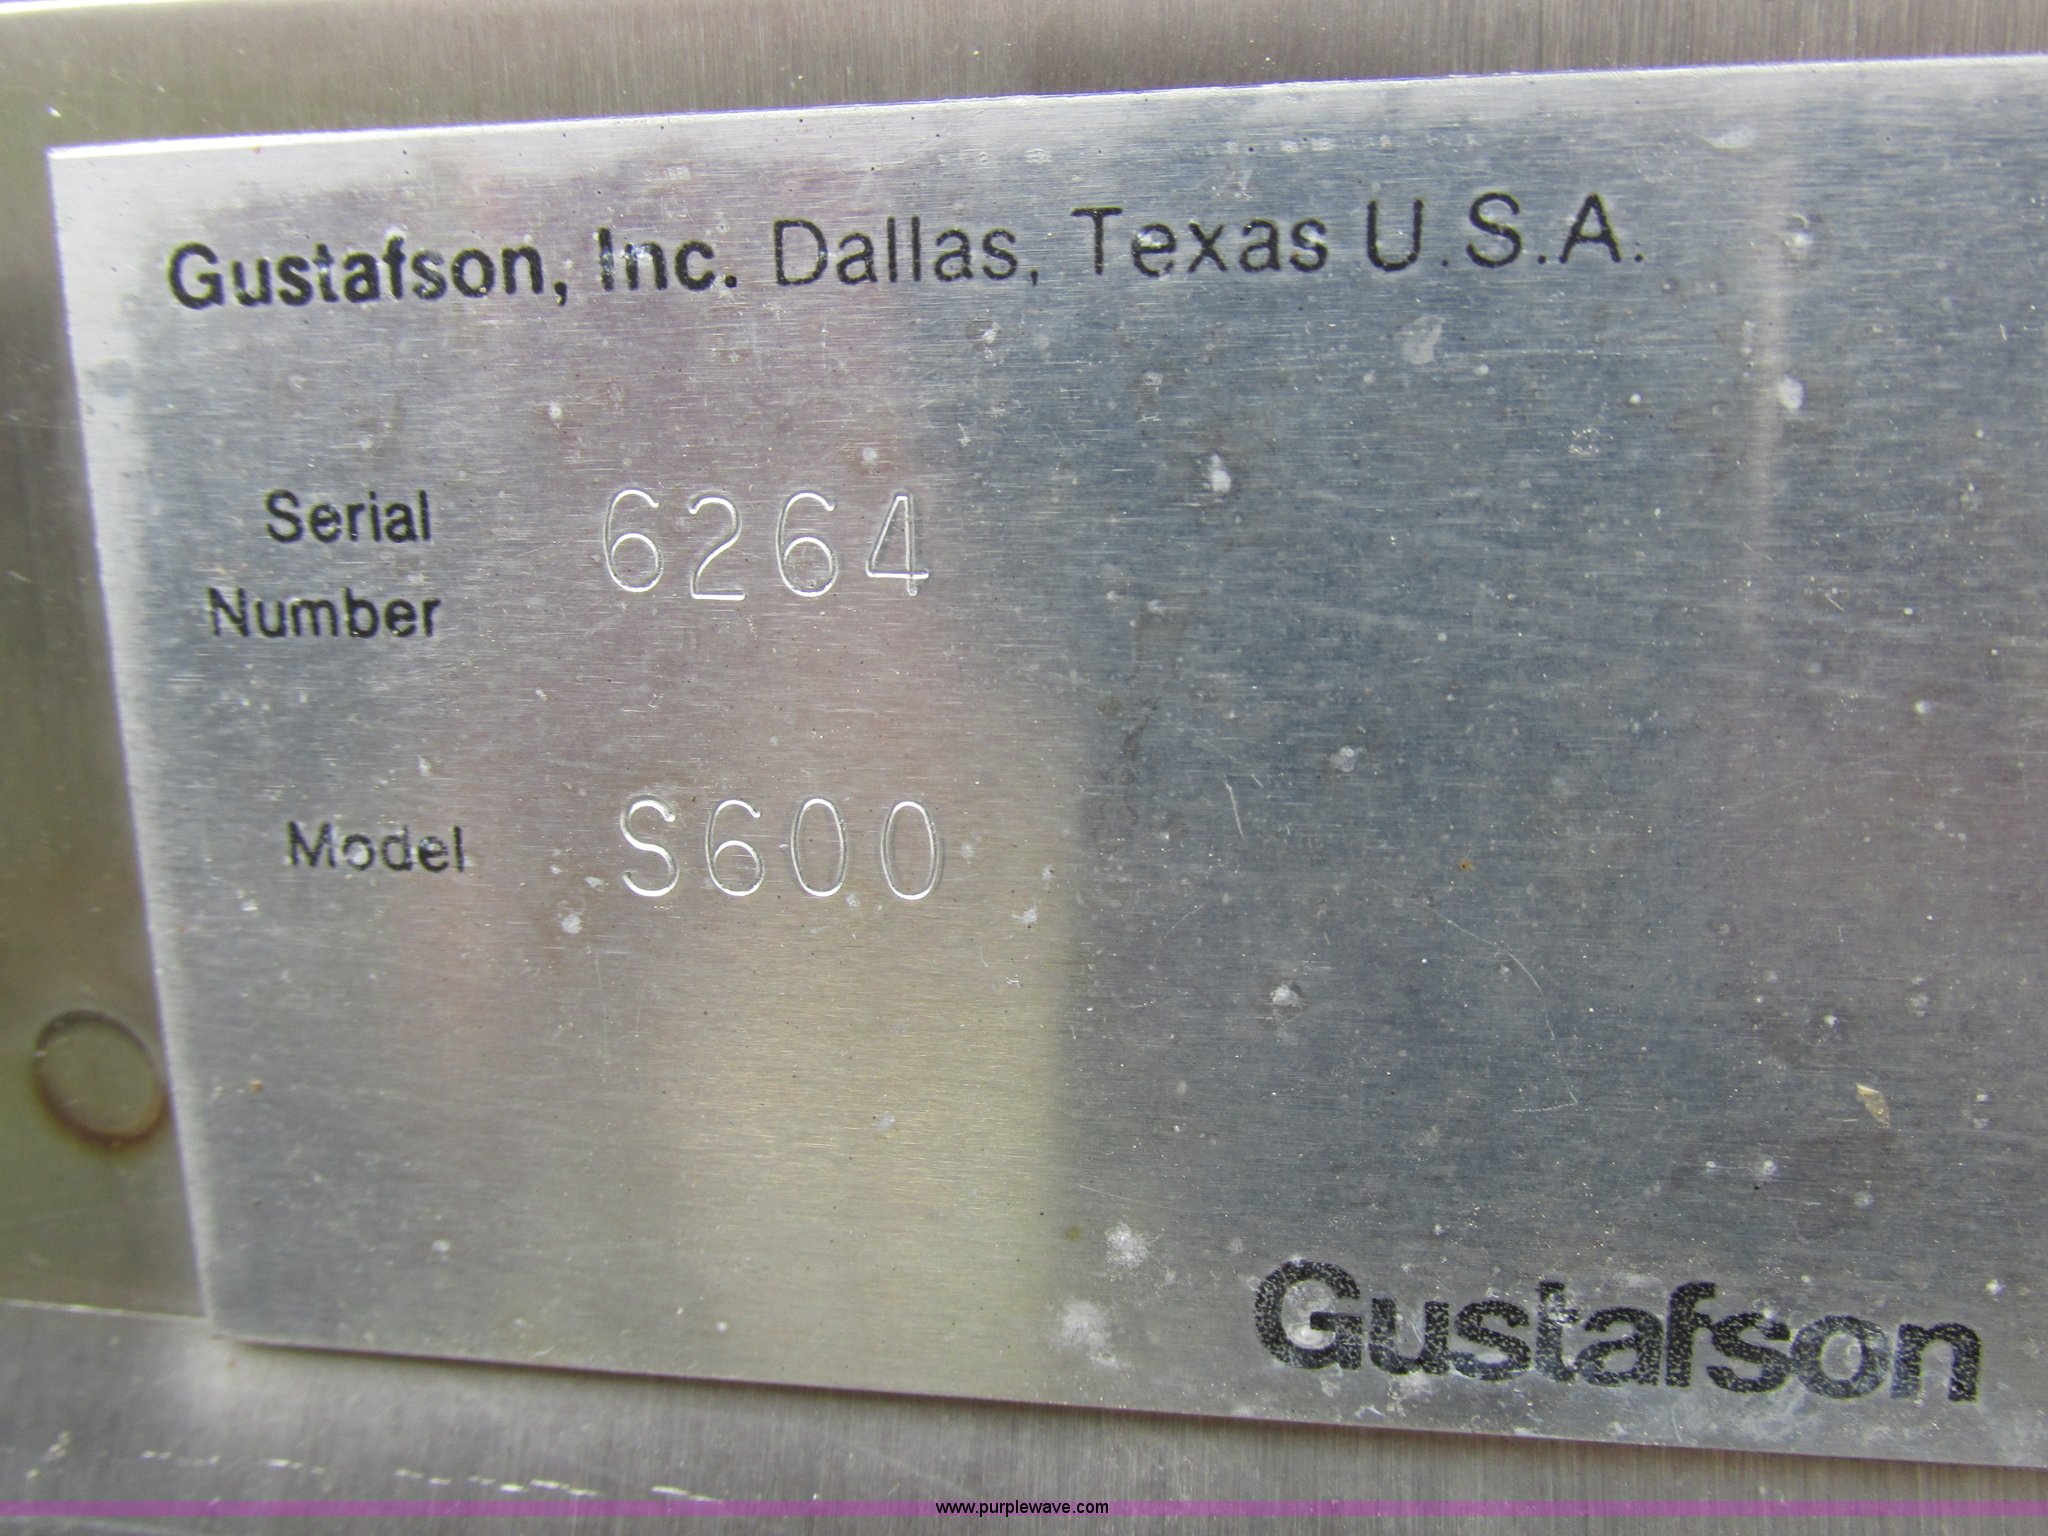 Gustafson, Inc. Dallas, Texas U.S.A.
Serial
Number 6264
Model S600
Gustafson
www.purplewave.com